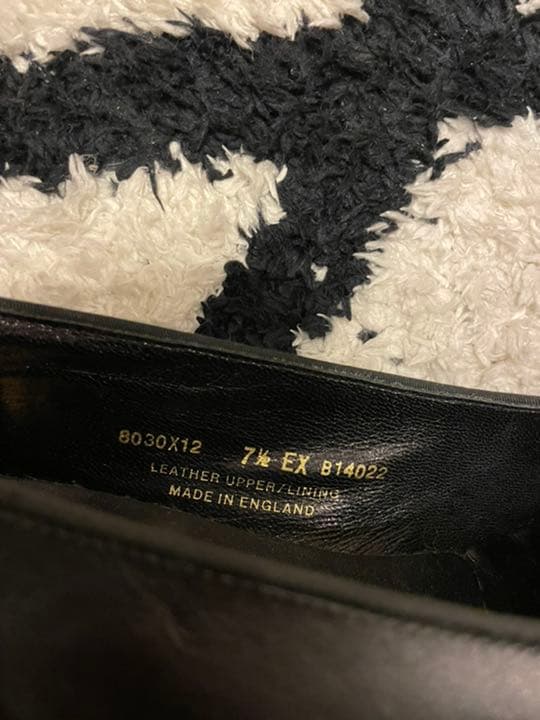 8030X12 7½ EX B14022
LEATHER UPPER/LINING
MADE IN ENGLAND